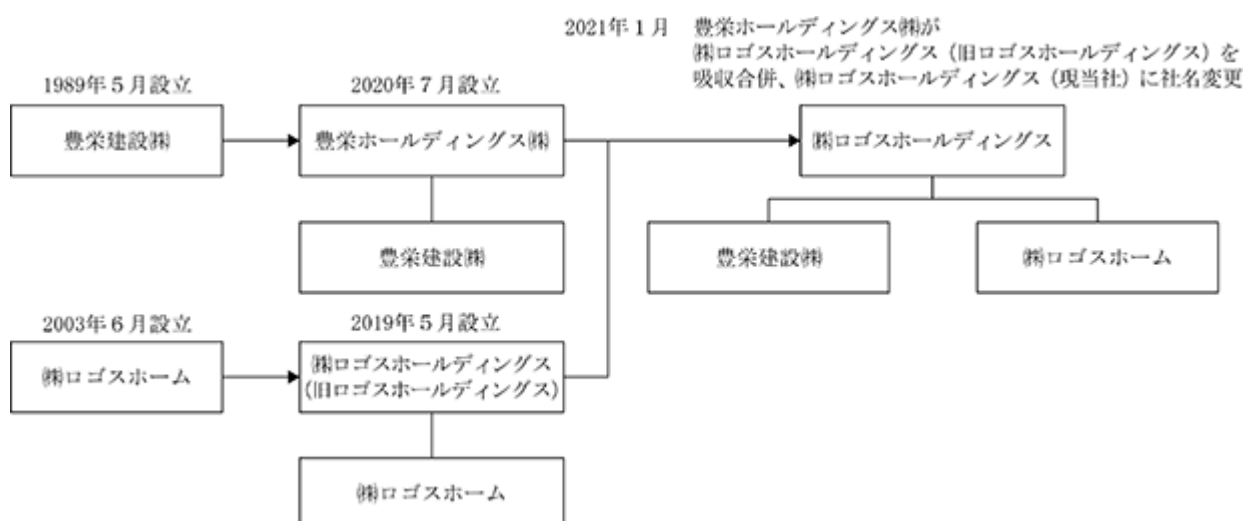 2021年1月 豊栄ホールディングス㈱が
㈱ロゴスホールディングス（旧ロゴスホールディングス）を
吸収合併、㈱ロゴスホールディングス（現当社）に社名変更
1989年5月設立
2020年7月設立
豊栄建設㈱
豊栄ホールディングス㈱
㈱ロゴスホールディングス
豊栄建設㈱
豊栄建設㈱
㈱ロゴスホーム
2003年6月設立
2019年5月設立
㈱ロゴスホーム
㈱ロゴスホールディングス
(旧ロゴスホールディングス)
㈱ロゴスホーム